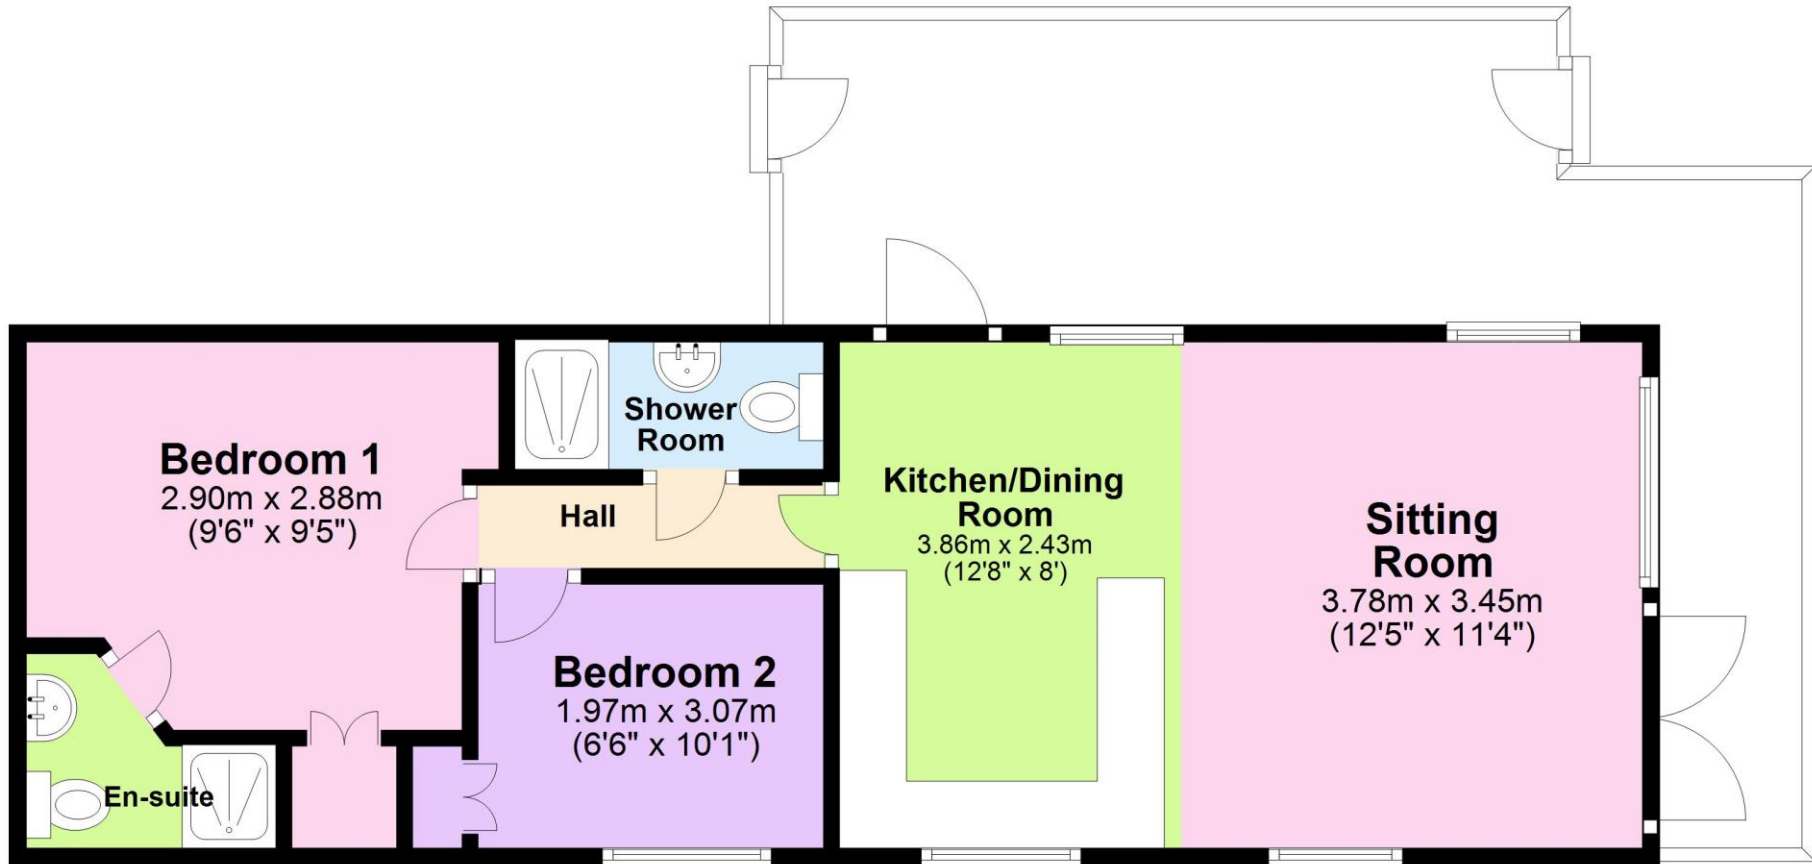 Bedroom 1
2.90m x 2.88m
(9'6" x 9'5")
Shower
Room
Hall
Kitchen/Dining
Room
3.86m x 2.43m
(12'8" x 8')
Sitting
Room
3.78m x 3.45m
(12'5" x 11'4")
Bedroom 2
1.97m x 3.07m
(6'6" x 10'1")
En-suite